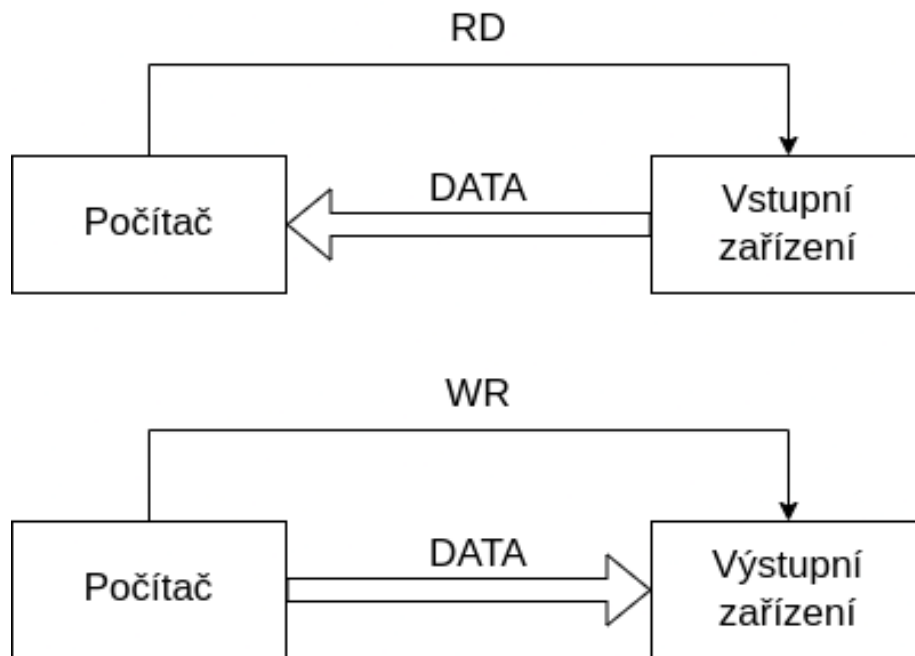 RD
Počítač
DATA
Vstupní
zařízení
WR
Počítač
DATA
Výstupní
zařízení